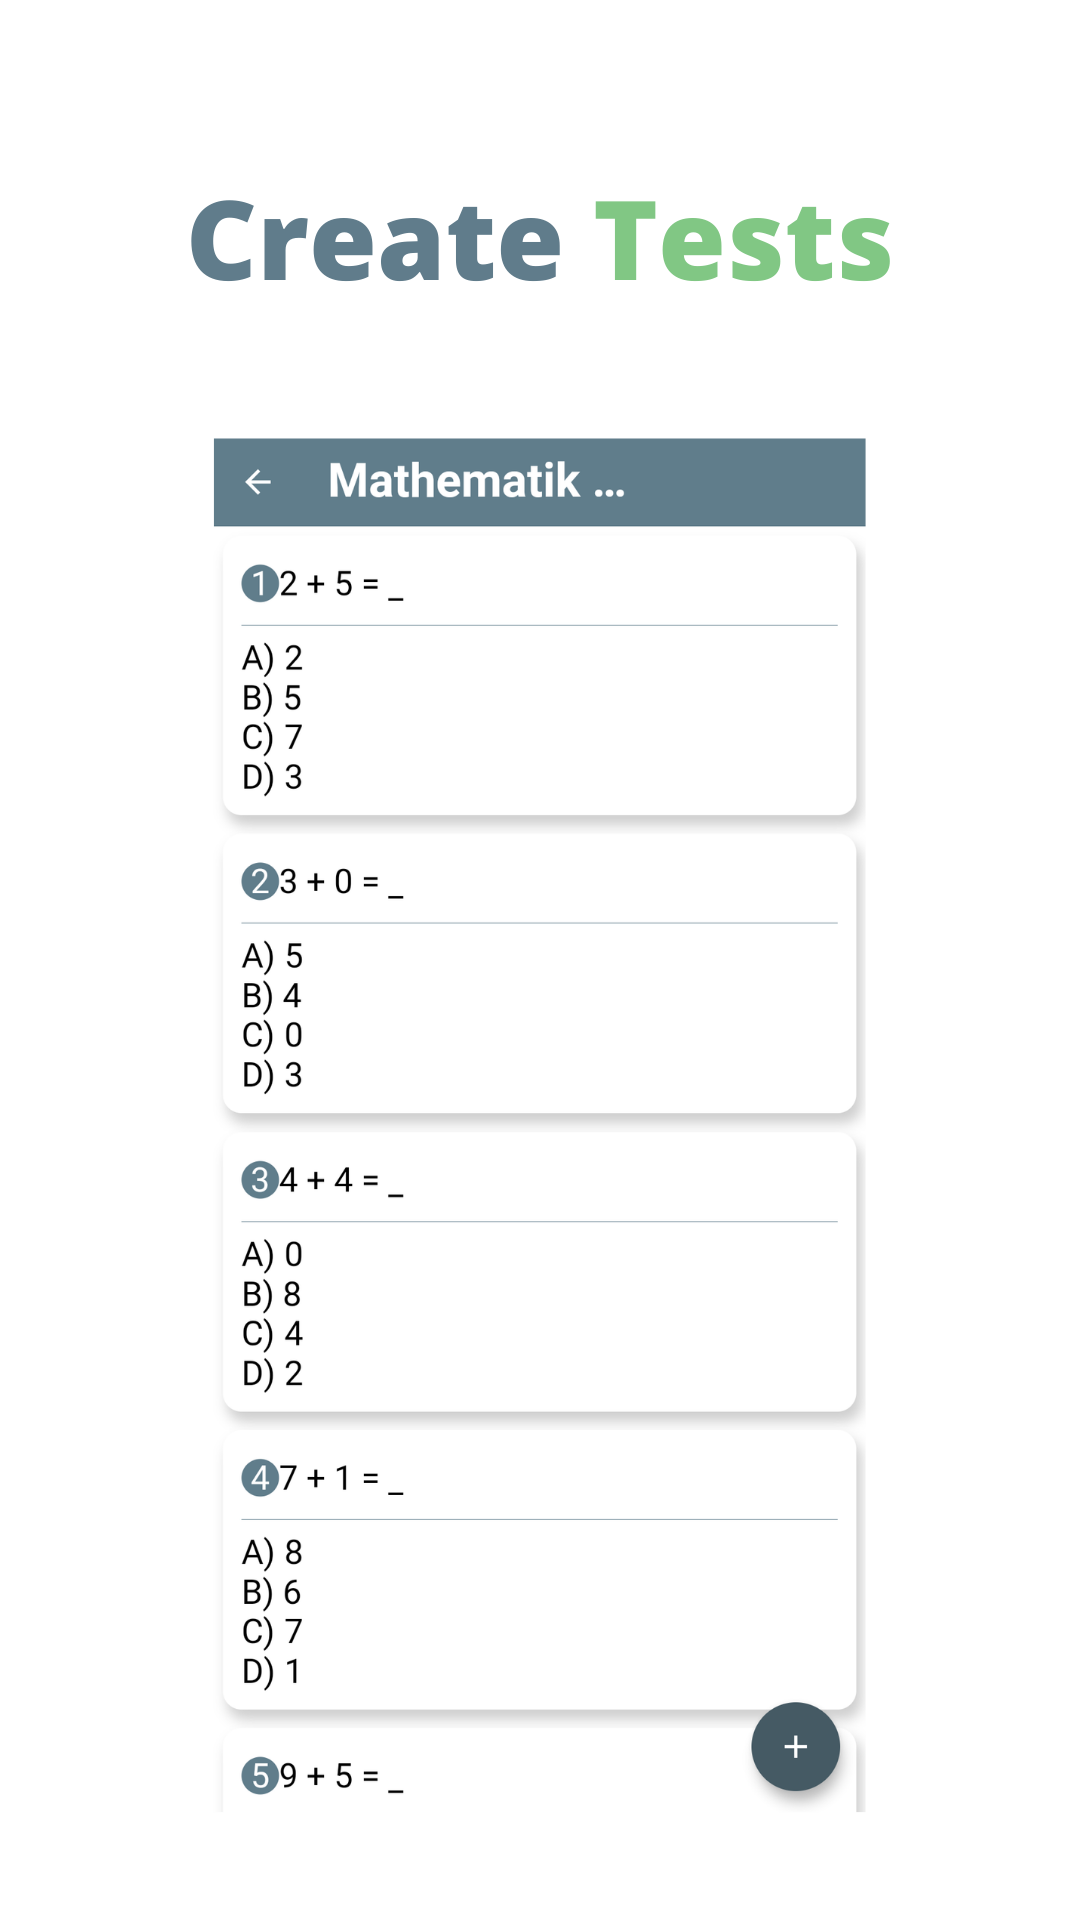 Create Tests
Mathematik ...
1 2 + 5 = _
A) 2
B) 5
C) 7
D) 3
2 3 + 0 = _
A) 5
B) 4
C) 0
D) 3
3 4 + 4 = _
A) 0
B) 8
C) 4
D) 2
4 7 + 1 = _
A) 8
B) 6
C) 7
D) 1
5 9 + 5 = _
+